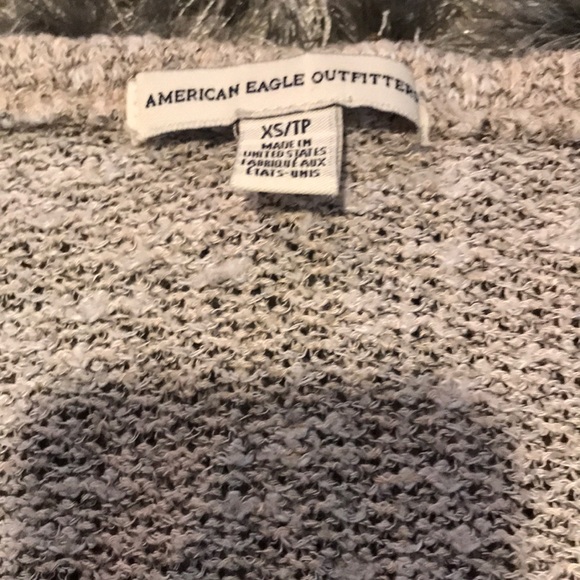 AMERICAN EAGLE OUTFITTERS
XS/TP
MADE IN
UNITED STATES
FABRIQUÉ AUX
ÉTATS-UNIS